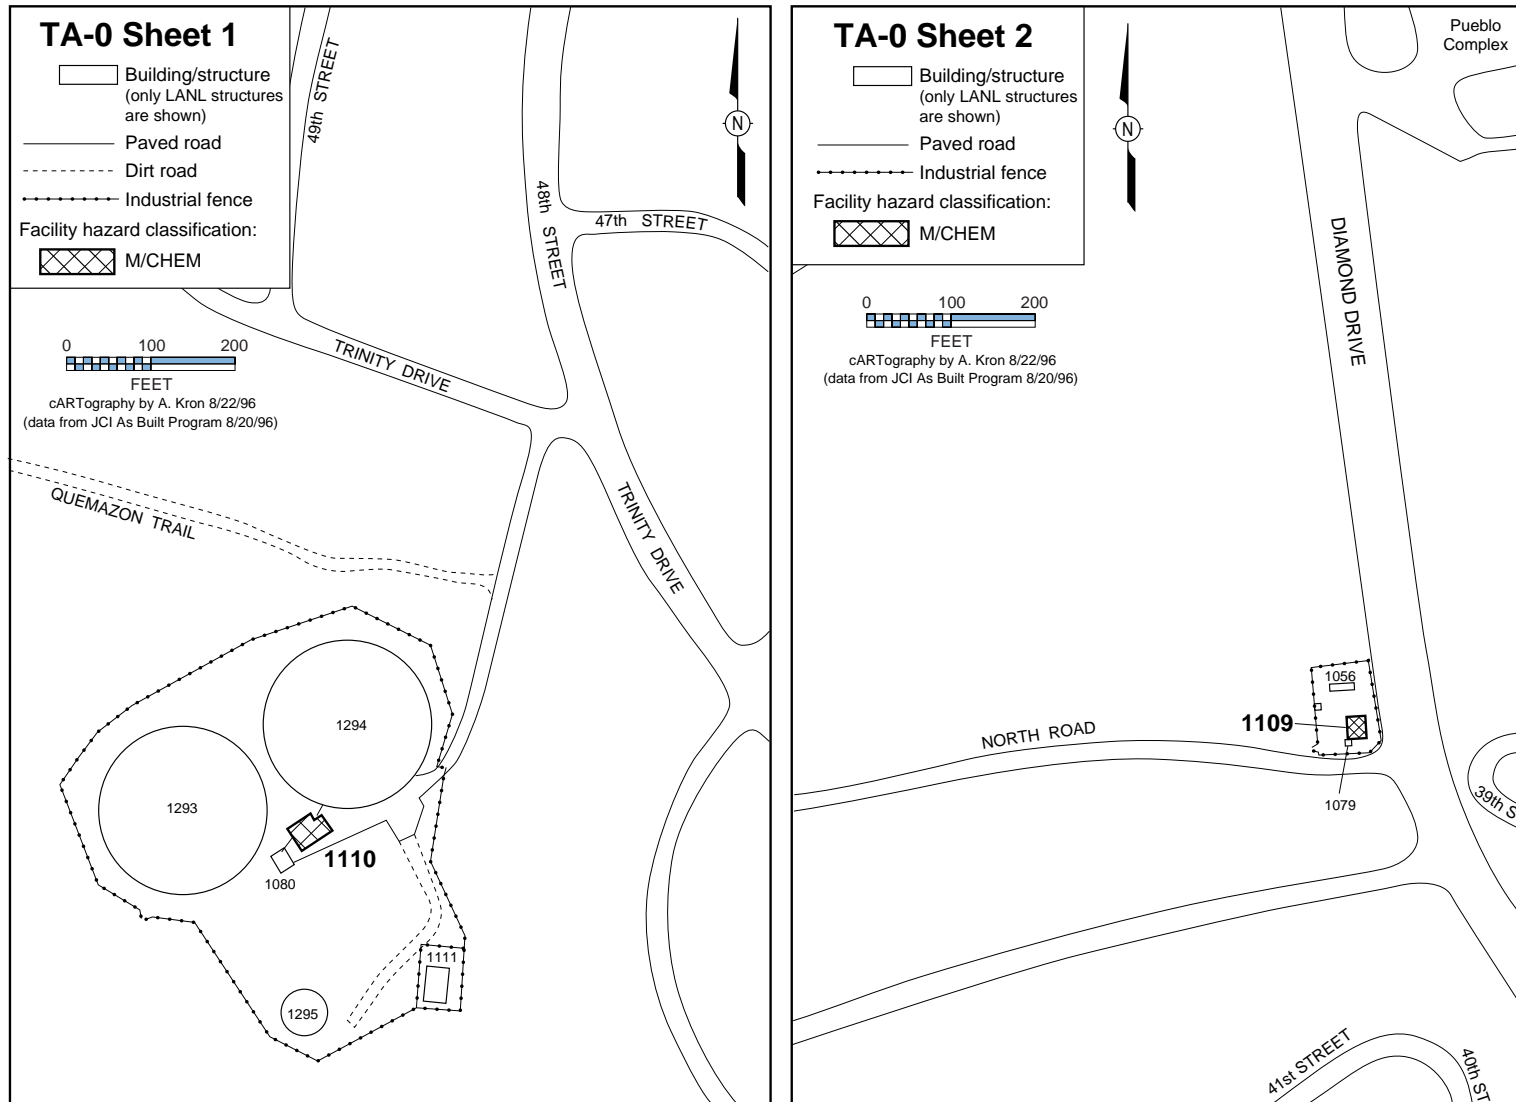 TA-0 Sheet 1
Building/structure
(only LANL structures
are shown)
Paved road
Dirt road
Industrial fence
Facility hazard classification:
M/CHEM
0 100 200
FEET
cARTography by A. Kron 8/22/96
(data from JCI As Built Program 8/20/96)
N
49th STREET
48th STREET
47th STREET
TRINITY DRIVE
TRINITY DRIVE
QUEMAZON TRAIL
1294
1293
1110
1080
1111
1295
TA-0 Sheet 2
Building/structure
(only LANL structures
are shown)
Paved road
Industrial fence
Facility hazard classification:
M/CHEM
0 100 200
FEET
cARTography by A. Kron 8/22/96
(data from JCI As Built Program 8/20/96)
N
Pueblo
Complex
DIAMOND DRIVE
1056
1109
NORTH ROAD
1079
39th S
41st STREET
40th ST